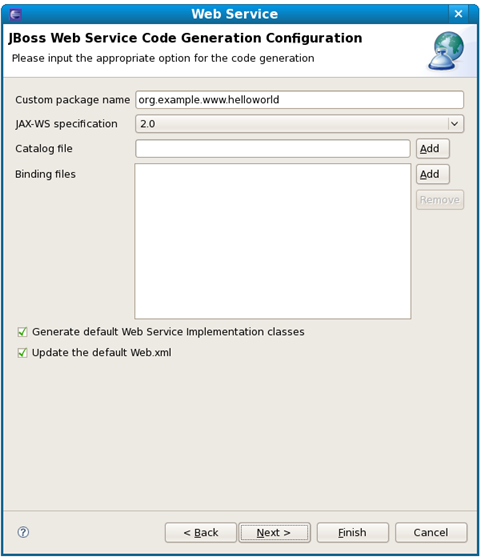 Web Service
JBoss Web Service Code Generation Configuration
Please input the appropriate option for the code generation
Custom package name org.example.www.helloworld
JAX-WS specification 2.0
Catalog file Add
Binding files Add
Remove
Generate default Web Service Implementation classes
Update the default Web.xml
? < Back Next > Finish Cancel